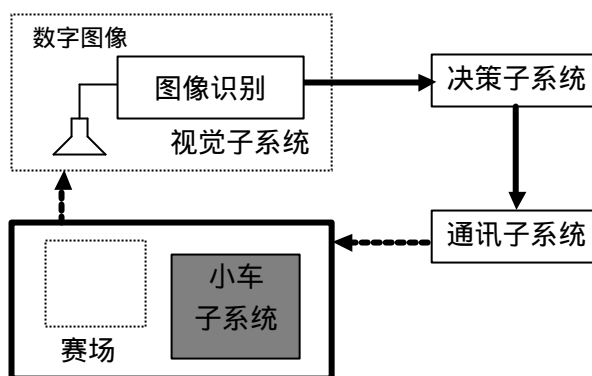 数字图像
图像识别
视觉子系统
决策子系统
通讯子系统
小车
子系统
赛场